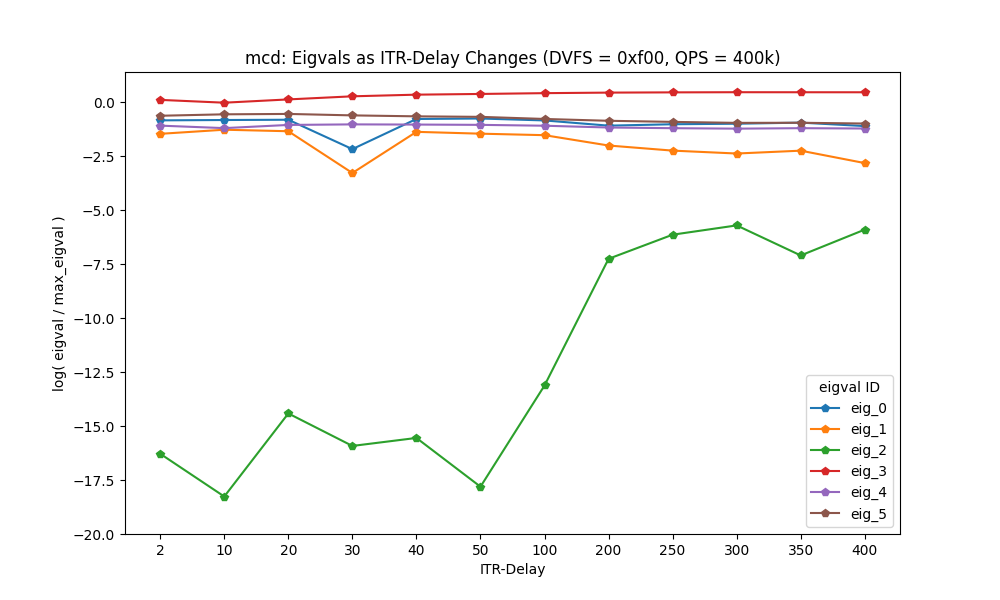 mcd: Eigvals as ITR-Delay Changes (DVFS = 0xf00, QPS = 400k)
log( eigval / max_eigval )
0.0
−2.5
−5.0
−7.5
−10.0
−12.5
−15.0
−17.5
−20.0
2 10 20 30 40 50 100 200 250 300 350 400
ITR-Delay
eigval ID
eig_0
eig_1
eig_2
eig_3
eig_4
eig_5